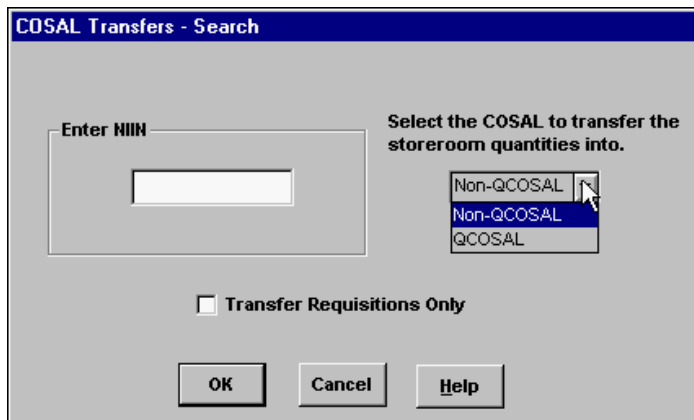 COSAL Transfers - Search
Enter NIIN
Select the COSAL to transfer the
storeroom quantities into.
Non-QCOSAL
Non-QCOSAL
QCOSAL
Transfer Requisitions Only
OK
Cancel
Help